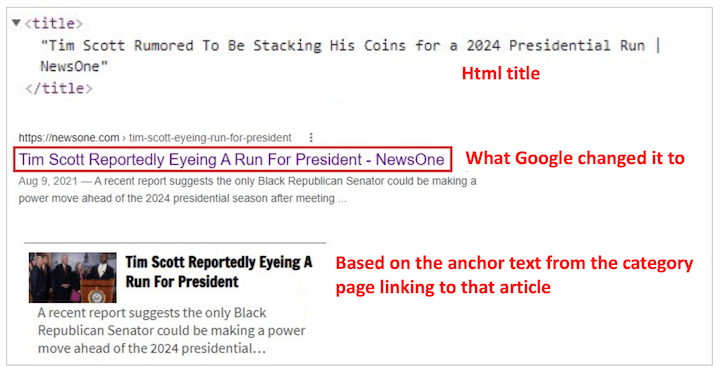 ▼<title>
"Tim Scott Rumored To Be Stacking His Coins for a 2024 Presidential Run |
NewsOne"
</title>
Html title
https://newsone.com › tim-scott-eyeing-run-for-president ⋮
Tim Scott Reportedly Eyeing A Run For President - NewsOne
What Google changed it to
Aug 9, 2021 — A recent report suggests the only Black Republican Senator could be making a
power move ahead of the 2024 presidential season after meeting ...
Tim Scott Reportedly Eyeing A
Run For President
Based on the anchor text from the category
page linking to that article
A recent report suggests the only Black
Republican Senator could be making a power
move ahead of the 2024 presidential…